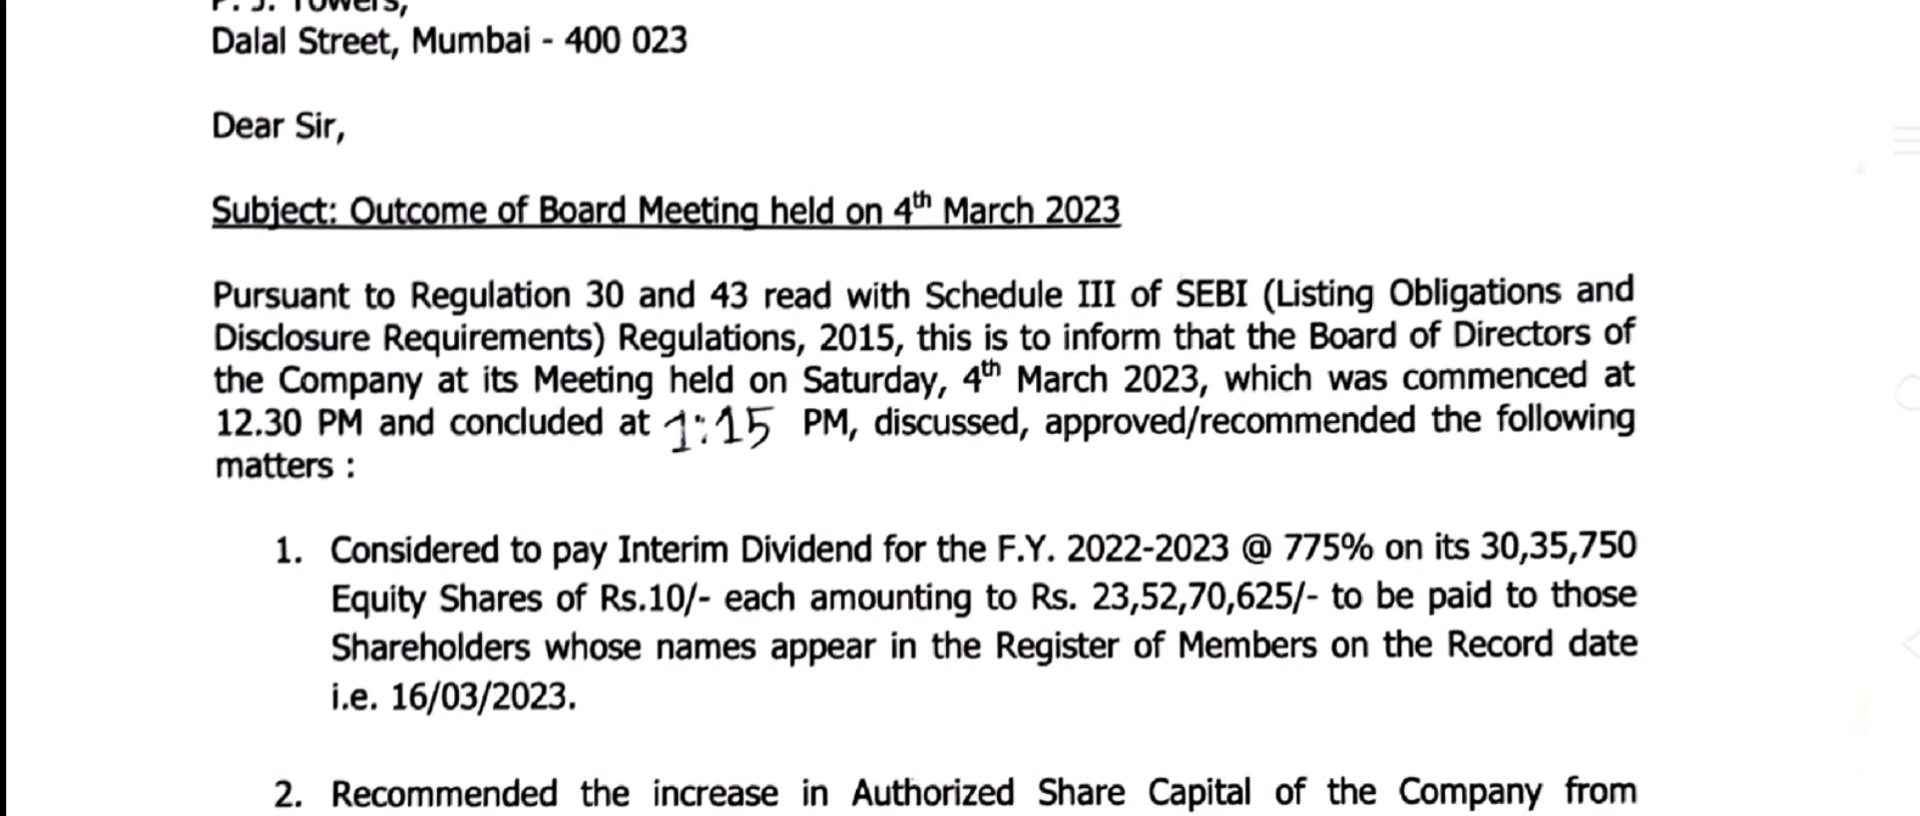 P. J. Towers,
Dalal Street, Mumbai - 400 023
Dear Sir,
Subject: Outcome of Board Meeting held on 4th March 2023
Pursuant to Regulation 30 and 43 read with Schedule III of SEBI (Listing Obligations and
Disclosure Requirements) Regulations, 2015, this is to inform that the Board of Directors of
the Company at its Meeting held on Saturday, 4th March 2023, which was commenced at
12.30 PM and concluded at 1:15 PM, discussed, approved/recommended the following
matters :
1. Considered to pay Interim Dividend for the F.Y. 2022-2023 @ 775% on its 30,35,750
Equity Shares of Rs.10/- each amounting to Rs. 23,52,70,625/- to be paid to those
Shareholders whose names appear in the Register of Members on the Record date
i.e. 16/03/2023.
2. Recommended the increase in Authorized Share Capital of the Company from